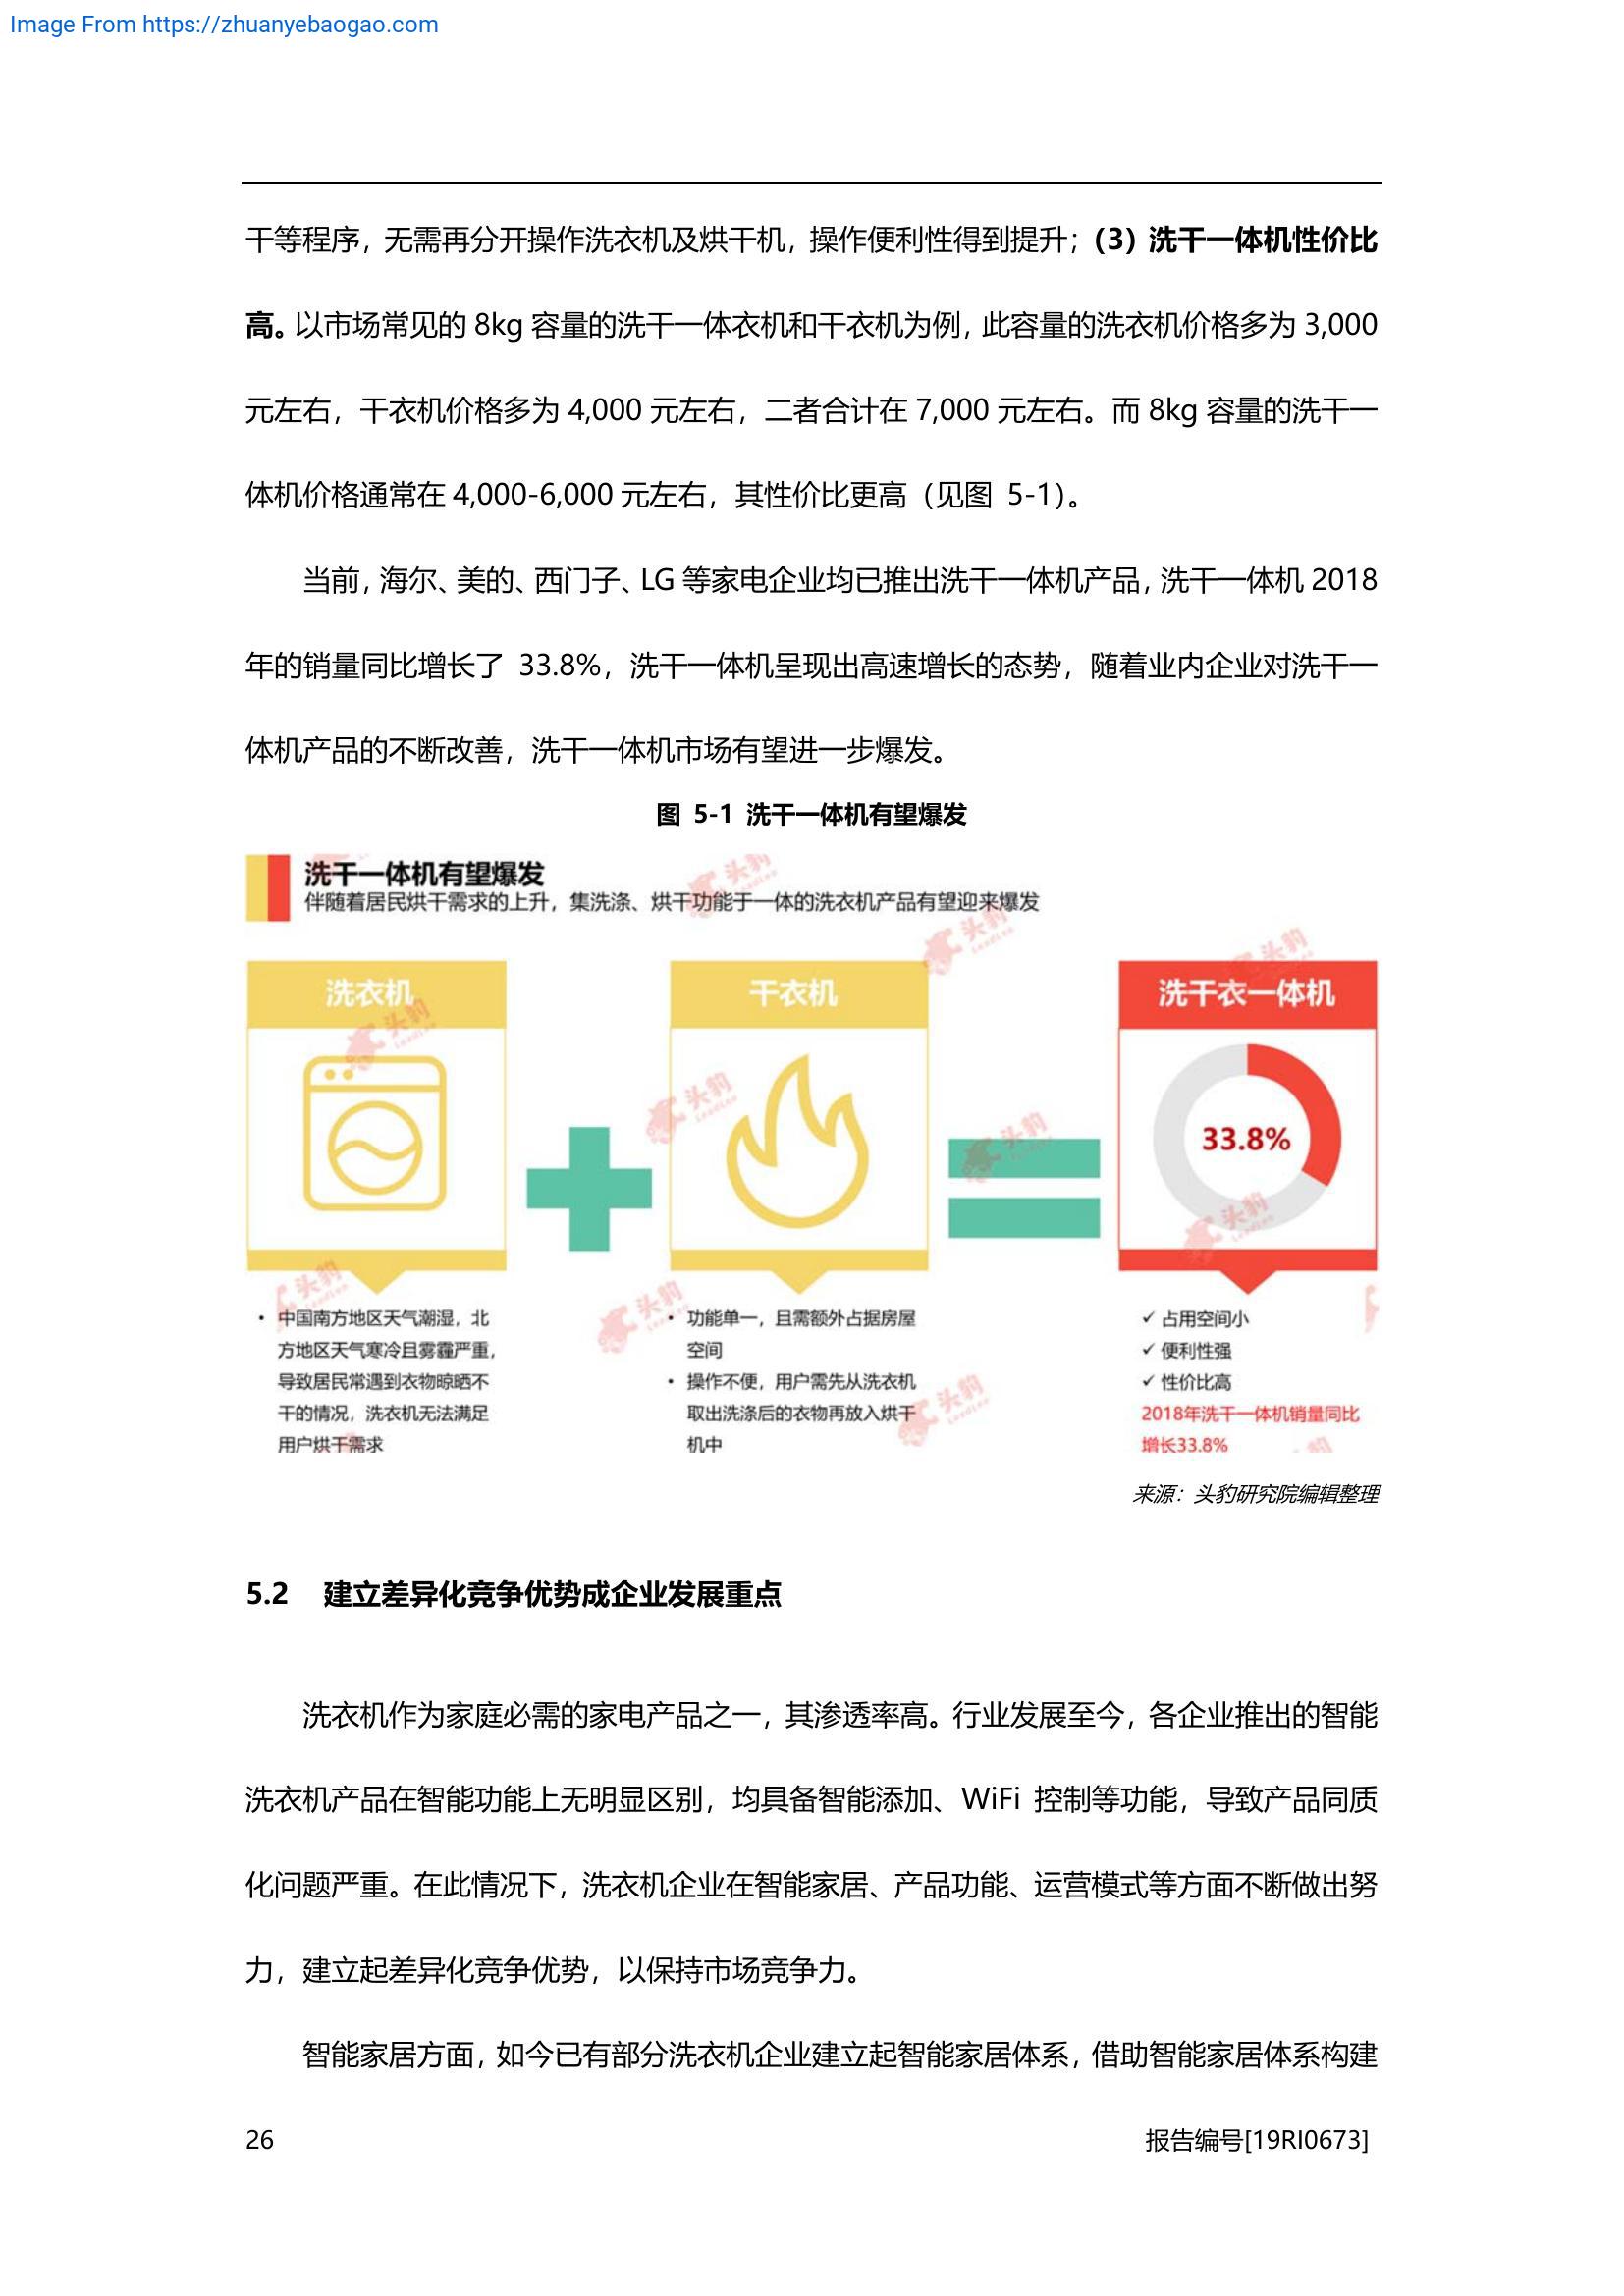 Image From https://zhuanyebaogao.com
干等程序，无需再分开操作洗衣机及烘干机，操作便利性得到提升；（3）洗干一体机性价比
高。以市场常见的 8kg 容量的洗干一体衣机和干衣机为例，此容量的洗衣机价格多为 3,000
元左右，干衣机价格多为 4,000 元左右，二者合计在 7,000 元左右。而 8kg 容量的洗干一
体机价格通常在 4,000-6,000 元左右，其性价比更高（见图 5-1）。
当前，海尔、美的、西门子、LG 等家电企业均已推出洗干一体机产品，洗干一体机 2018
年的销量同比增长了 33.8%，洗干一体机呈现出高速增长的态势，随着业内企业对洗干一
体机产品的不断改善，洗干一体机市场有望进一步爆发。
图 5-1 洗干一体机有望爆发
洗干一体机有望爆发
伴随着居民烘干需求的上升，集洗涤、烘干功能于一体的洗衣机产品有望迎来爆发
洗衣机
干衣机
洗干衣一体机
33.8%
• 中国南方地区天气潮湿，北
方地区天气寒冷且雾霾严重，
导致居民常遇到衣物晾晒不
干的情况，洗衣机无法满足
用户烘干需求
• 功能单一，且需额外占据房屋
空间
• 操作不便，用户需先从洗衣机
取出洗涤后的衣物再放入烘干
机中
✓ 占用空间小
✓ 便利性强
✓ 性价比高
2018年洗干一体机销量同比
增长33.8%
头豹
来源：头豹研究院编辑整理
5.2 建立差异化竞争优势成企业发展重点
洗衣机作为家庭必需的家电产品之一，其渗透率高。行业发展至今，各企业推出的智能
洗衣机产品在智能功能上无明显区别，均具备智能添加、WiFi 控制等功能，导致产品同质
化问题严重。在此情况下，洗衣机企业在智能家居、产品功能、运营模式等方面不断做出努
力，建立起差异化竞争优势，以保持市场竞争力。
智能家居方面，如今已有部分洗衣机企业建立起智能家居体系，借助智能家居体系构建
26
报告编号[19RI0673]